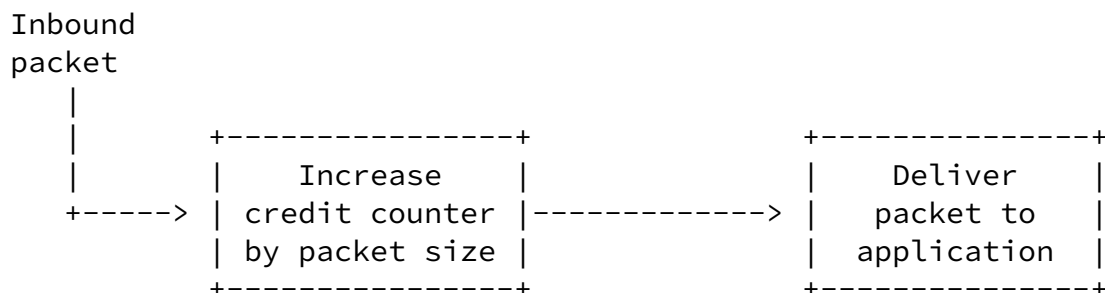 Inbound
packet
   |
   |       +----------------+              +---------------+
   |       |    Increase    |              |    Deliver    |
   +-----> | credit counter |------------> |   packet to   |
           | by packet size |              |  application  |
           +----------------+              +---------------+